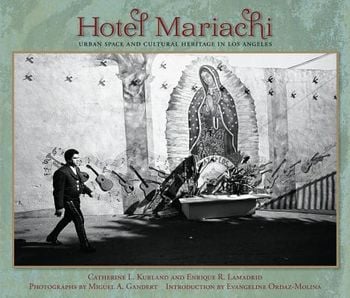 Hotel Mariachi
URBAN SPACE AND CULTURAL HERITAGE IN LOS ANGELES
CATHERINE L. KURLAND AND ENRIQUE R. LAMADRID
PHOTOGRAPHS BY MIGUEL A. GANDERT INTRODUCTION BY EVANGELINE ORDAZ-MOLINA